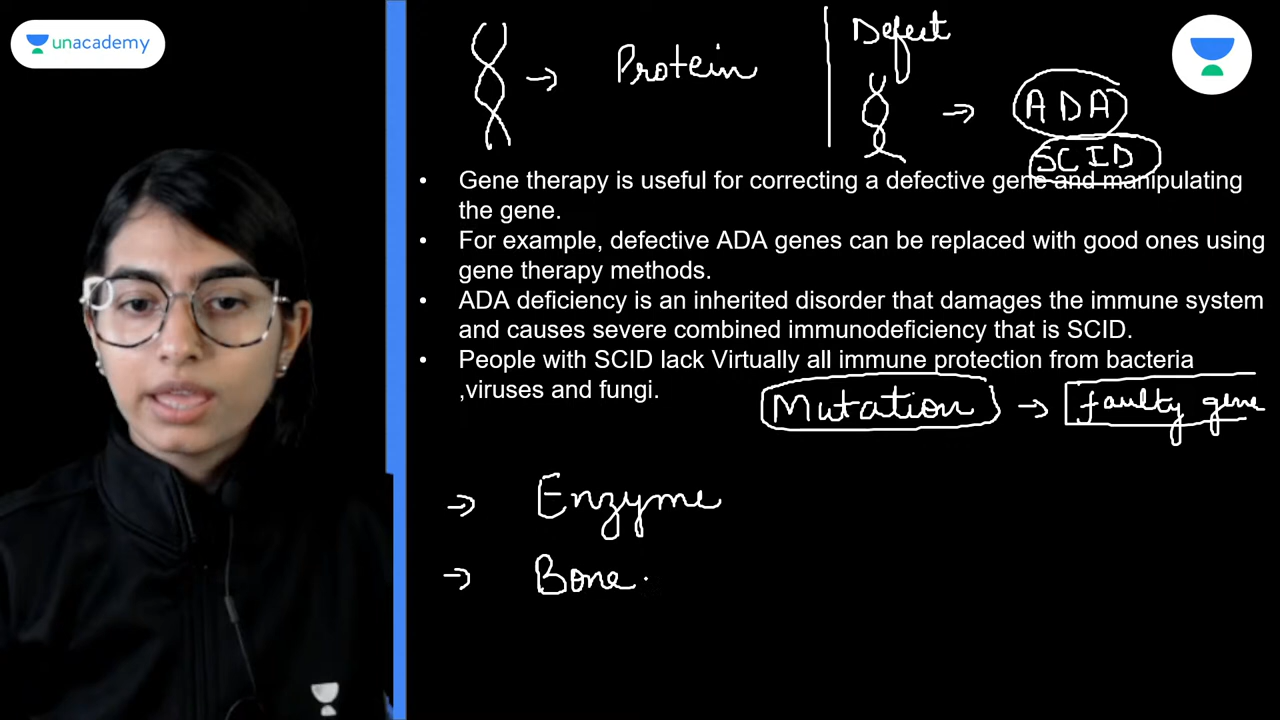 unacademy
Protein
Defect
ADA
SCID
• Gene therapy is useful for correcting a defective gene and manipulating
the gene.
• For example, defective ADA genes can be replaced with good ones using
gene therapy methods.
• ADA deficiency is an inherited disorder that damages the immune system
and causes severe combined immunodeficiency that is SCID.
• People with SCID lack Virtually all immune protection from bacteria
,viruses and fungi.
Mutation → faulty gene
→ Enzyme
→ Bone